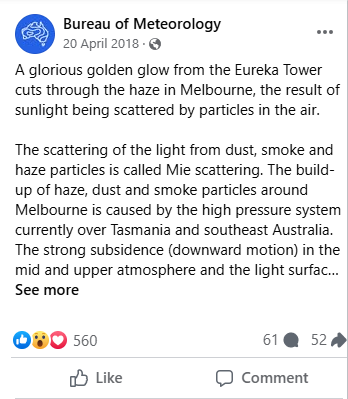 Bureau of Meteorology
20 April 2018 ·
A glorious golden glow from the Eureka Tower
cuts through the haze in Melbourne, the result of
sunlight being scattered by particles in the air.
The scattering of the light from dust, smoke and
haze particles is called Mie scattering. The build-
up of haze, dust and smoke particles around
Melbourne is caused by the high pressure system
currently over Tasmania and southeast Australia.
The strong subsidence (downward motion) in the
mid and upper atmosphere and the light surfac...
See more
560
61
52
Like
Comment